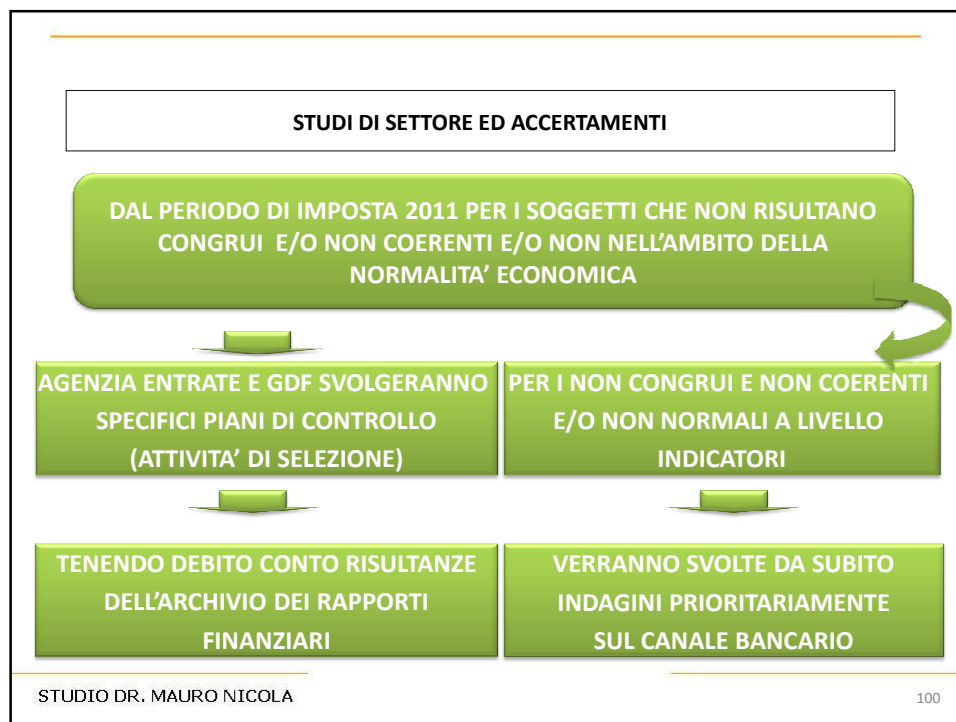 STUDI DI SETTORE ED ACCERTAMENTI
DAL PERIODO DI IMPOSTA 2011 PER I SOGGETTI CHE NON RISULTANO
CONGRUI E/O NON COERENTI E/O NON NELL’AMBITO DELLA
NORMALITA’ ECONOMICA
AGENZIA ENTRATE E GDF SVOLGERANNO
SPECIFICI PIANI DI CONTROLLO
(ATTIVITA’ DI SELEZIONE)
PER I NON CONGRUI E NON COERENTI
E/O NON NORMALI A LIVELLO
INDICATORI
TENENDO DEBITO CONTO RISULTANZE
DELL’ARCHIVIO DEI RAPPORTI
FINANZIARI
VERRANNO SVOLTE DA SUBITO
INDAGINI PRIORITARIAMENTE
SUL CANALE BANCARIO
STUDIO DR. MAURO NICOLA
100